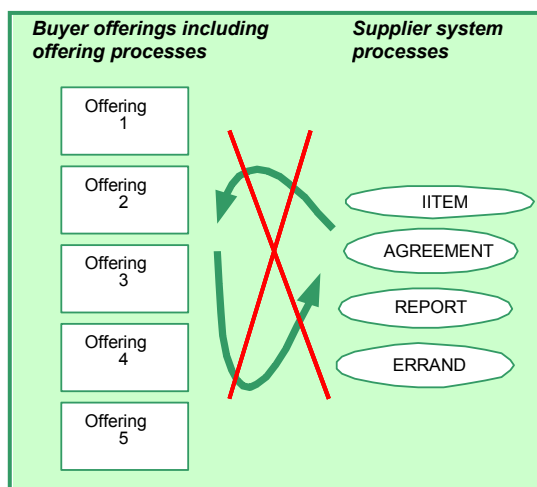 Buyer offerings including
offering processes
Supplier system
processes
Offering
1
Offering
2
Offering
3
Offering
4
Offering
5
IITEM
AGREEMENT
REPORT
ERRAND